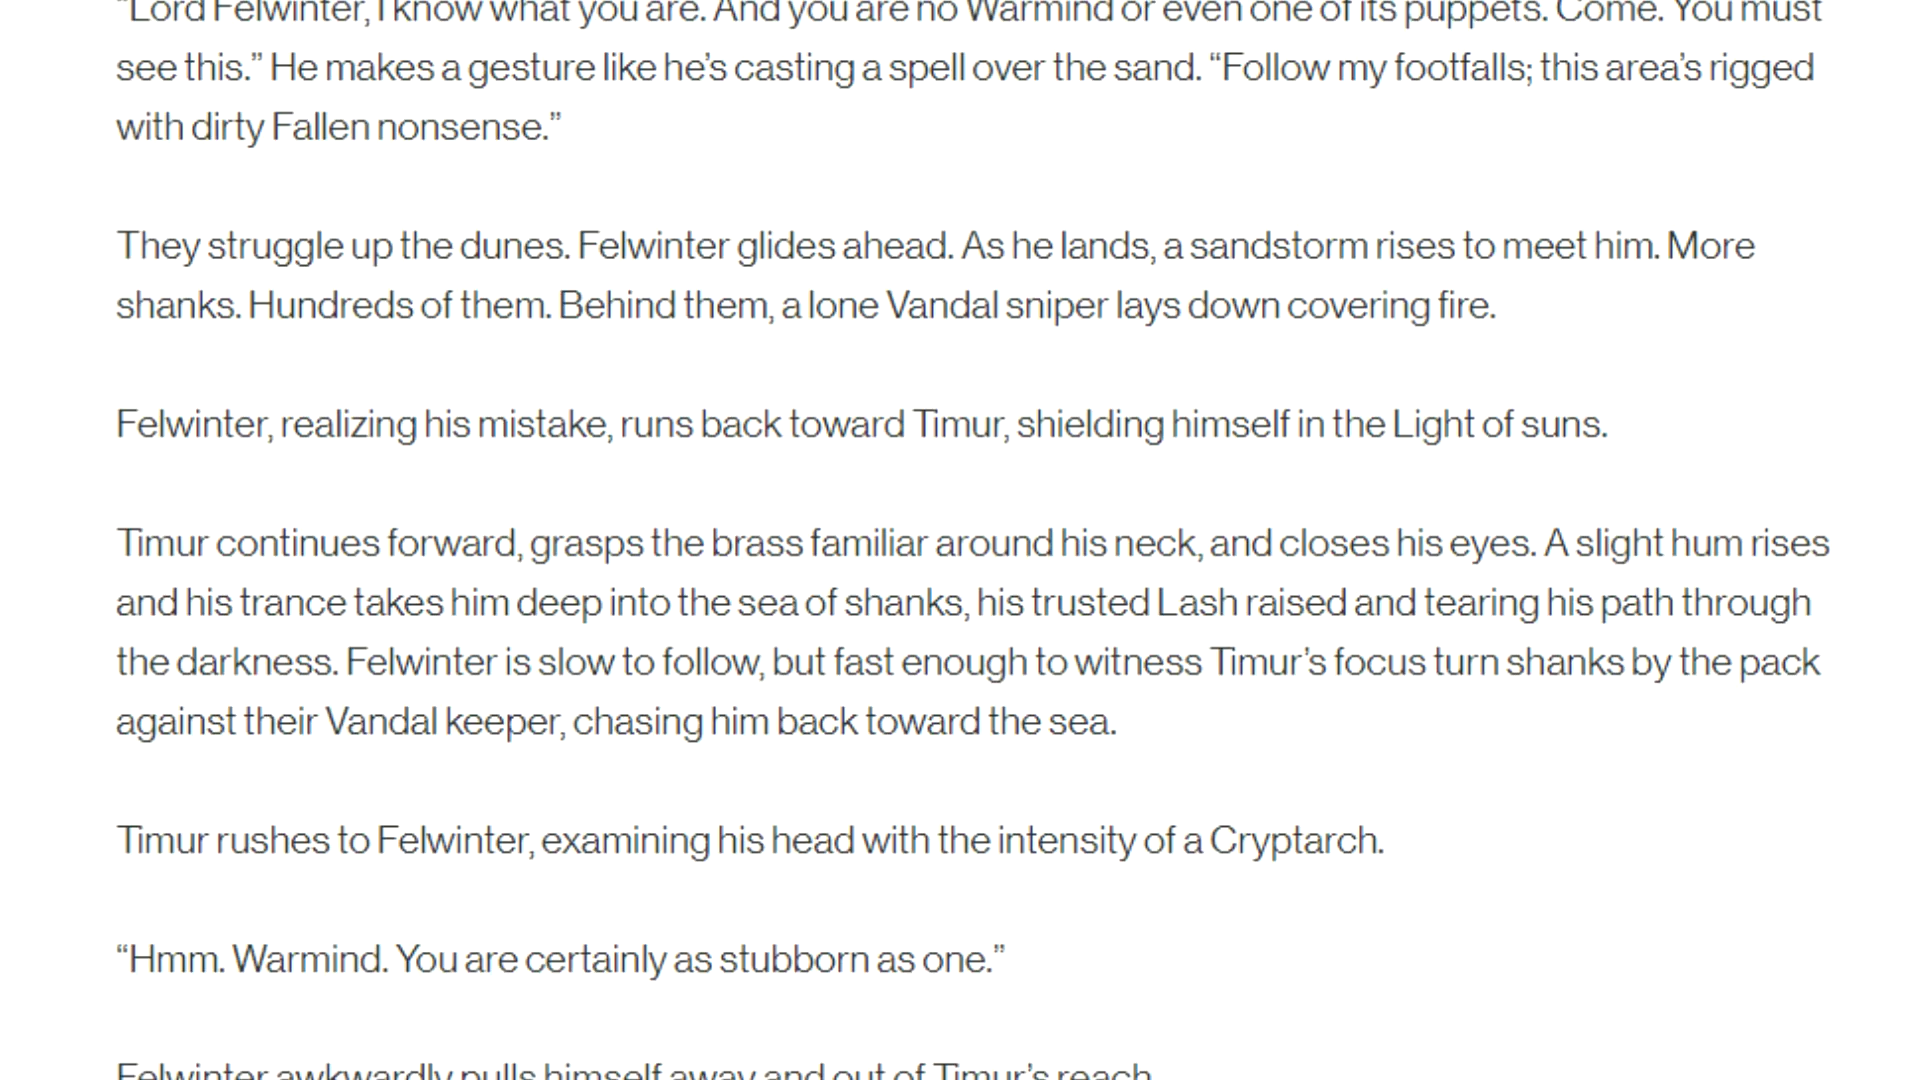 “Lord Felwinter, I know what you are. And you are no Warmind or even one of its puppets. Come. You must
see this.” He makes a gesture like he’s casting a spell over the sand. “Follow my footfalls; this area’s rigged
with dirty Fallen nonsense.”
They struggle up the dunes. Felwinter glides ahead. As he lands, a sandstorm rises to meet him. More
shanks. Hundreds of them. Behind them, a lone Vandal sniper lays down covering fire.
Felwinter, realizing his mistake, runs back toward Timur, shielding himself in the Light of suns.
Timur continues forward, grasps the brass familiar around his neck, and closes his eyes. A slight hum rises
and his trance takes him deep into the sea of shanks, his trusted Lash raised and tearing his path through
the darkness. Felwinter is slow to follow, but fast enough to witness Timur’s focus turn shanks by the pack
against their Vandal keeper, chasing him back toward the sea.
Timur rushes to Felwinter, examining his head with the intensity of a Cryptarch.
“Hmm. Warmind. You are certainly as stubborn as one.”
Felwinter awkwardly pulls himself away and out of Timur’s reach.